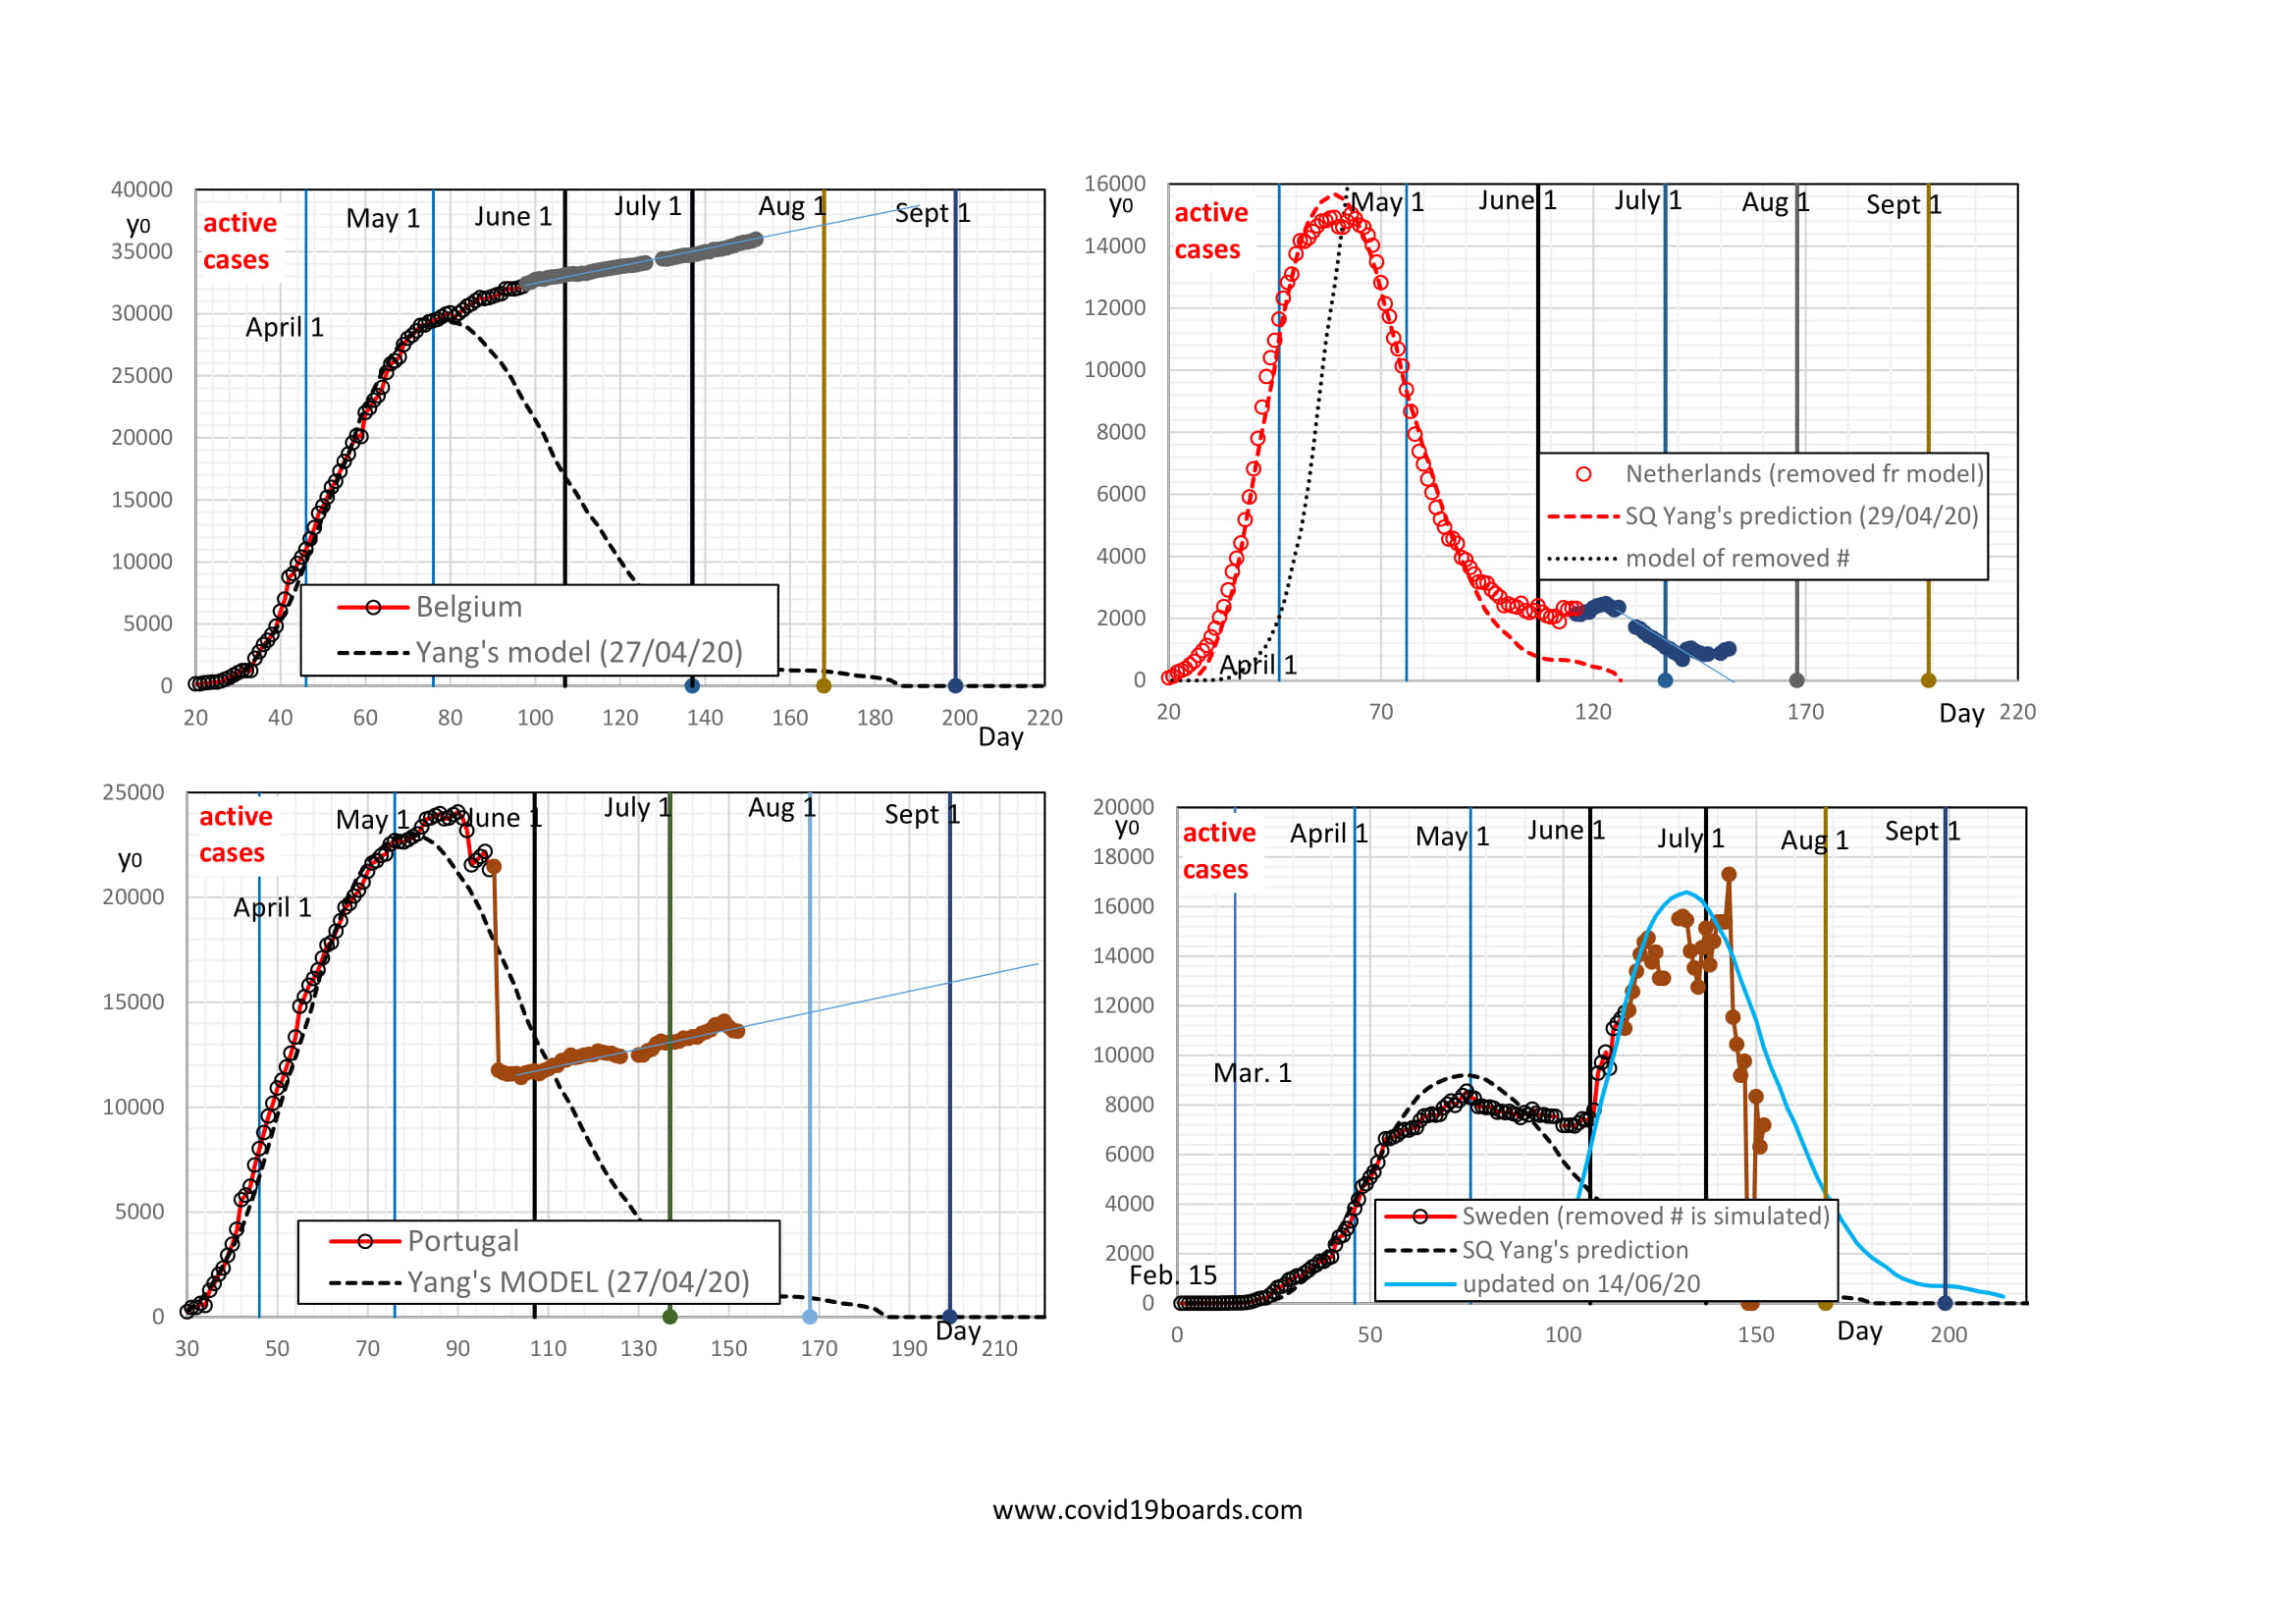 40000
y0
active
cases
May 1
June 1
July 1
Aug 1
Sept 1
35000
30000
April 1
25000
20000
15000
10000
5000
0
Belgium
Yang's model (27/04/20)
20 40 60 80 100 120 140 160 180 200 220
Day
16000
y0
active
cases
May 1
June 1
July 1
Aug 1
Sept 1
14000
12000
10000
8000
6000
4000
2000
0
Netherlands (removed fr model)
SQ Yang's prediction (29/04/20)
model of removed #
April 1
20 70 120 170 Day 220
25000
active
cases
May 1
June 1
July 1
Aug 1
Sept 1
y0
20000
April 1
15000
10000
5000
0
Portugal
Yang's MODEL (27/04/20)
Day
30 50 70 90 110 130 150 170 190 210
20000
y0
active
cases
April 1
May 1
June 1
July 1
Aug 1
Sept 1
18000
16000
14000
12000
10000
Mar. 1
8000
6000
4000
2000
Feb. 15
0
Sweden (removed # is simulated)
SQ Yang's prediction
updated on 14/06/20
0 50 100 150 Day 200
www.covid19boards.com